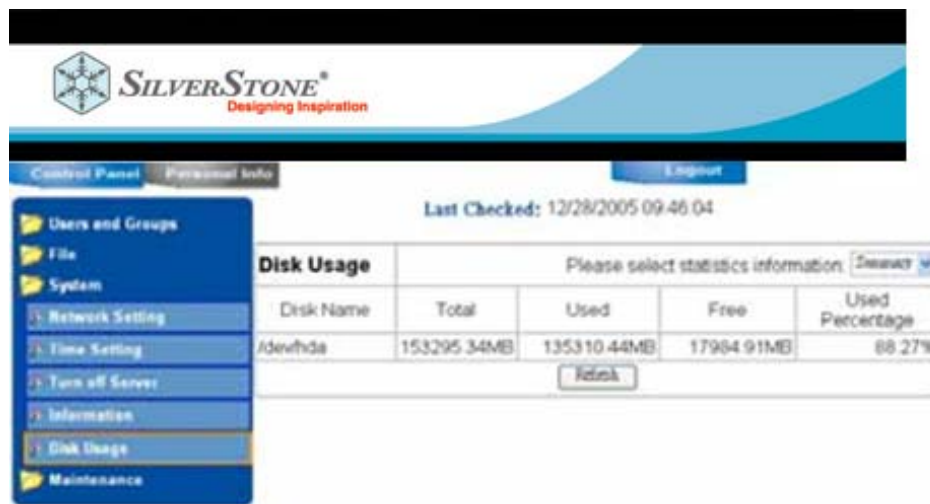 SILVERSTONE®
Designing Inspiration
Control Panel Personal Info Logout
Last Checked: 12/28/2005 09:46:04
Users and Groups
File
System
Network Setting
Time Setting
Turn off Server
Information
Disk Usage
Maintenance
Disk Usage Please select statistics information: Summary
Disk Name Total Used Free Used Percentage
/dev/hda 153295.34MB 135310.44MB 17984.91MB 88.27%
Refresh